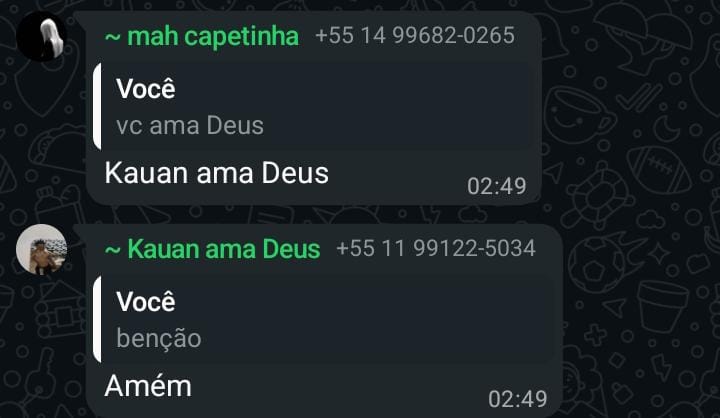 ~ mah capetinha +55 14 99682-0265
Você
vc ama Deus
Kauan ama Deus
02:49
~ Kauan ama Deus +55 11 99122-5034
Você
benção
Amém
02:49